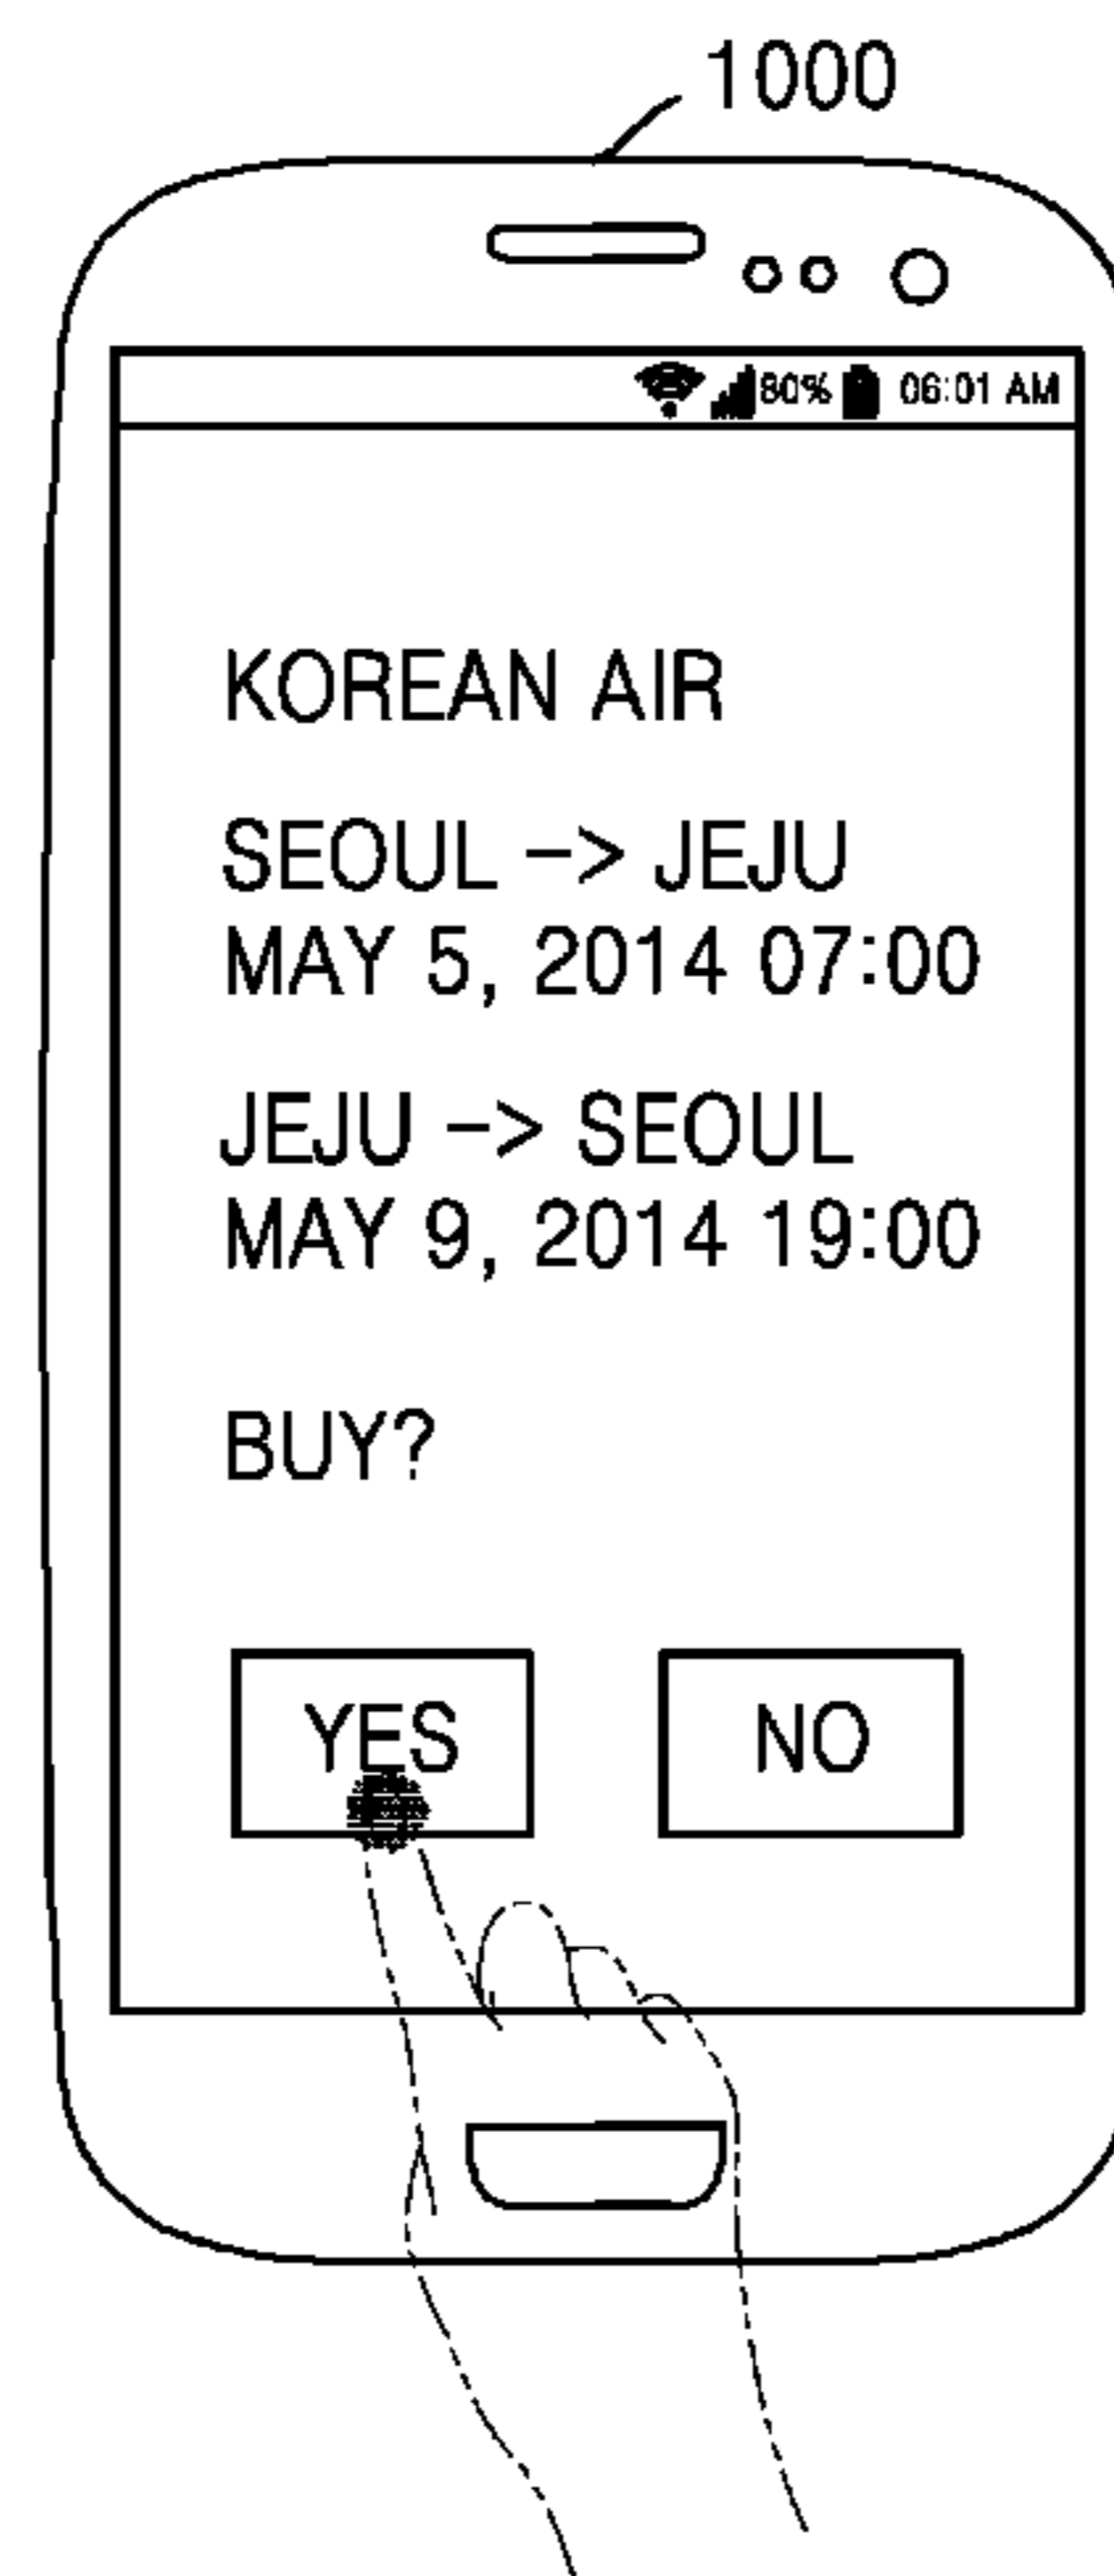 1000
80% 06:01 AM
KOREAN AIR
SEOUL -> JEJU
MAY 5, 2014 07:00
JEJU -> SEOUL
MAY 9, 2014 19:00
BUY?
YES NO